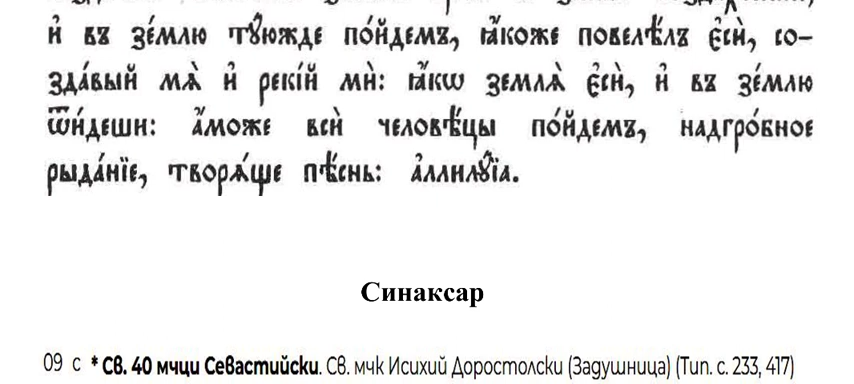 и҆ въ зе́млю тꙋ́южде по́йдемъ, ꙗ҆́коже повелѣ́лъ є҆сѝ, со-
зда́вый мѧ̀ и҆ реки́й мѝ: ꙗ҆́кѡ землѧ̀ є҆сѝ, и҆ въ зе́млю
ѿи́деши: а҆́може всѝ человѣ́цы по́йдемъ, надгро́бное
рыда́нїе, творѧ́ще пѣ́снь: а҆ллилꙋ́їа.
Синаксар
09 с * Св. 40 мчци Севастийски. Св. мчк Исихий Доростолски (Задушница) (Тип. с. 233, 417)